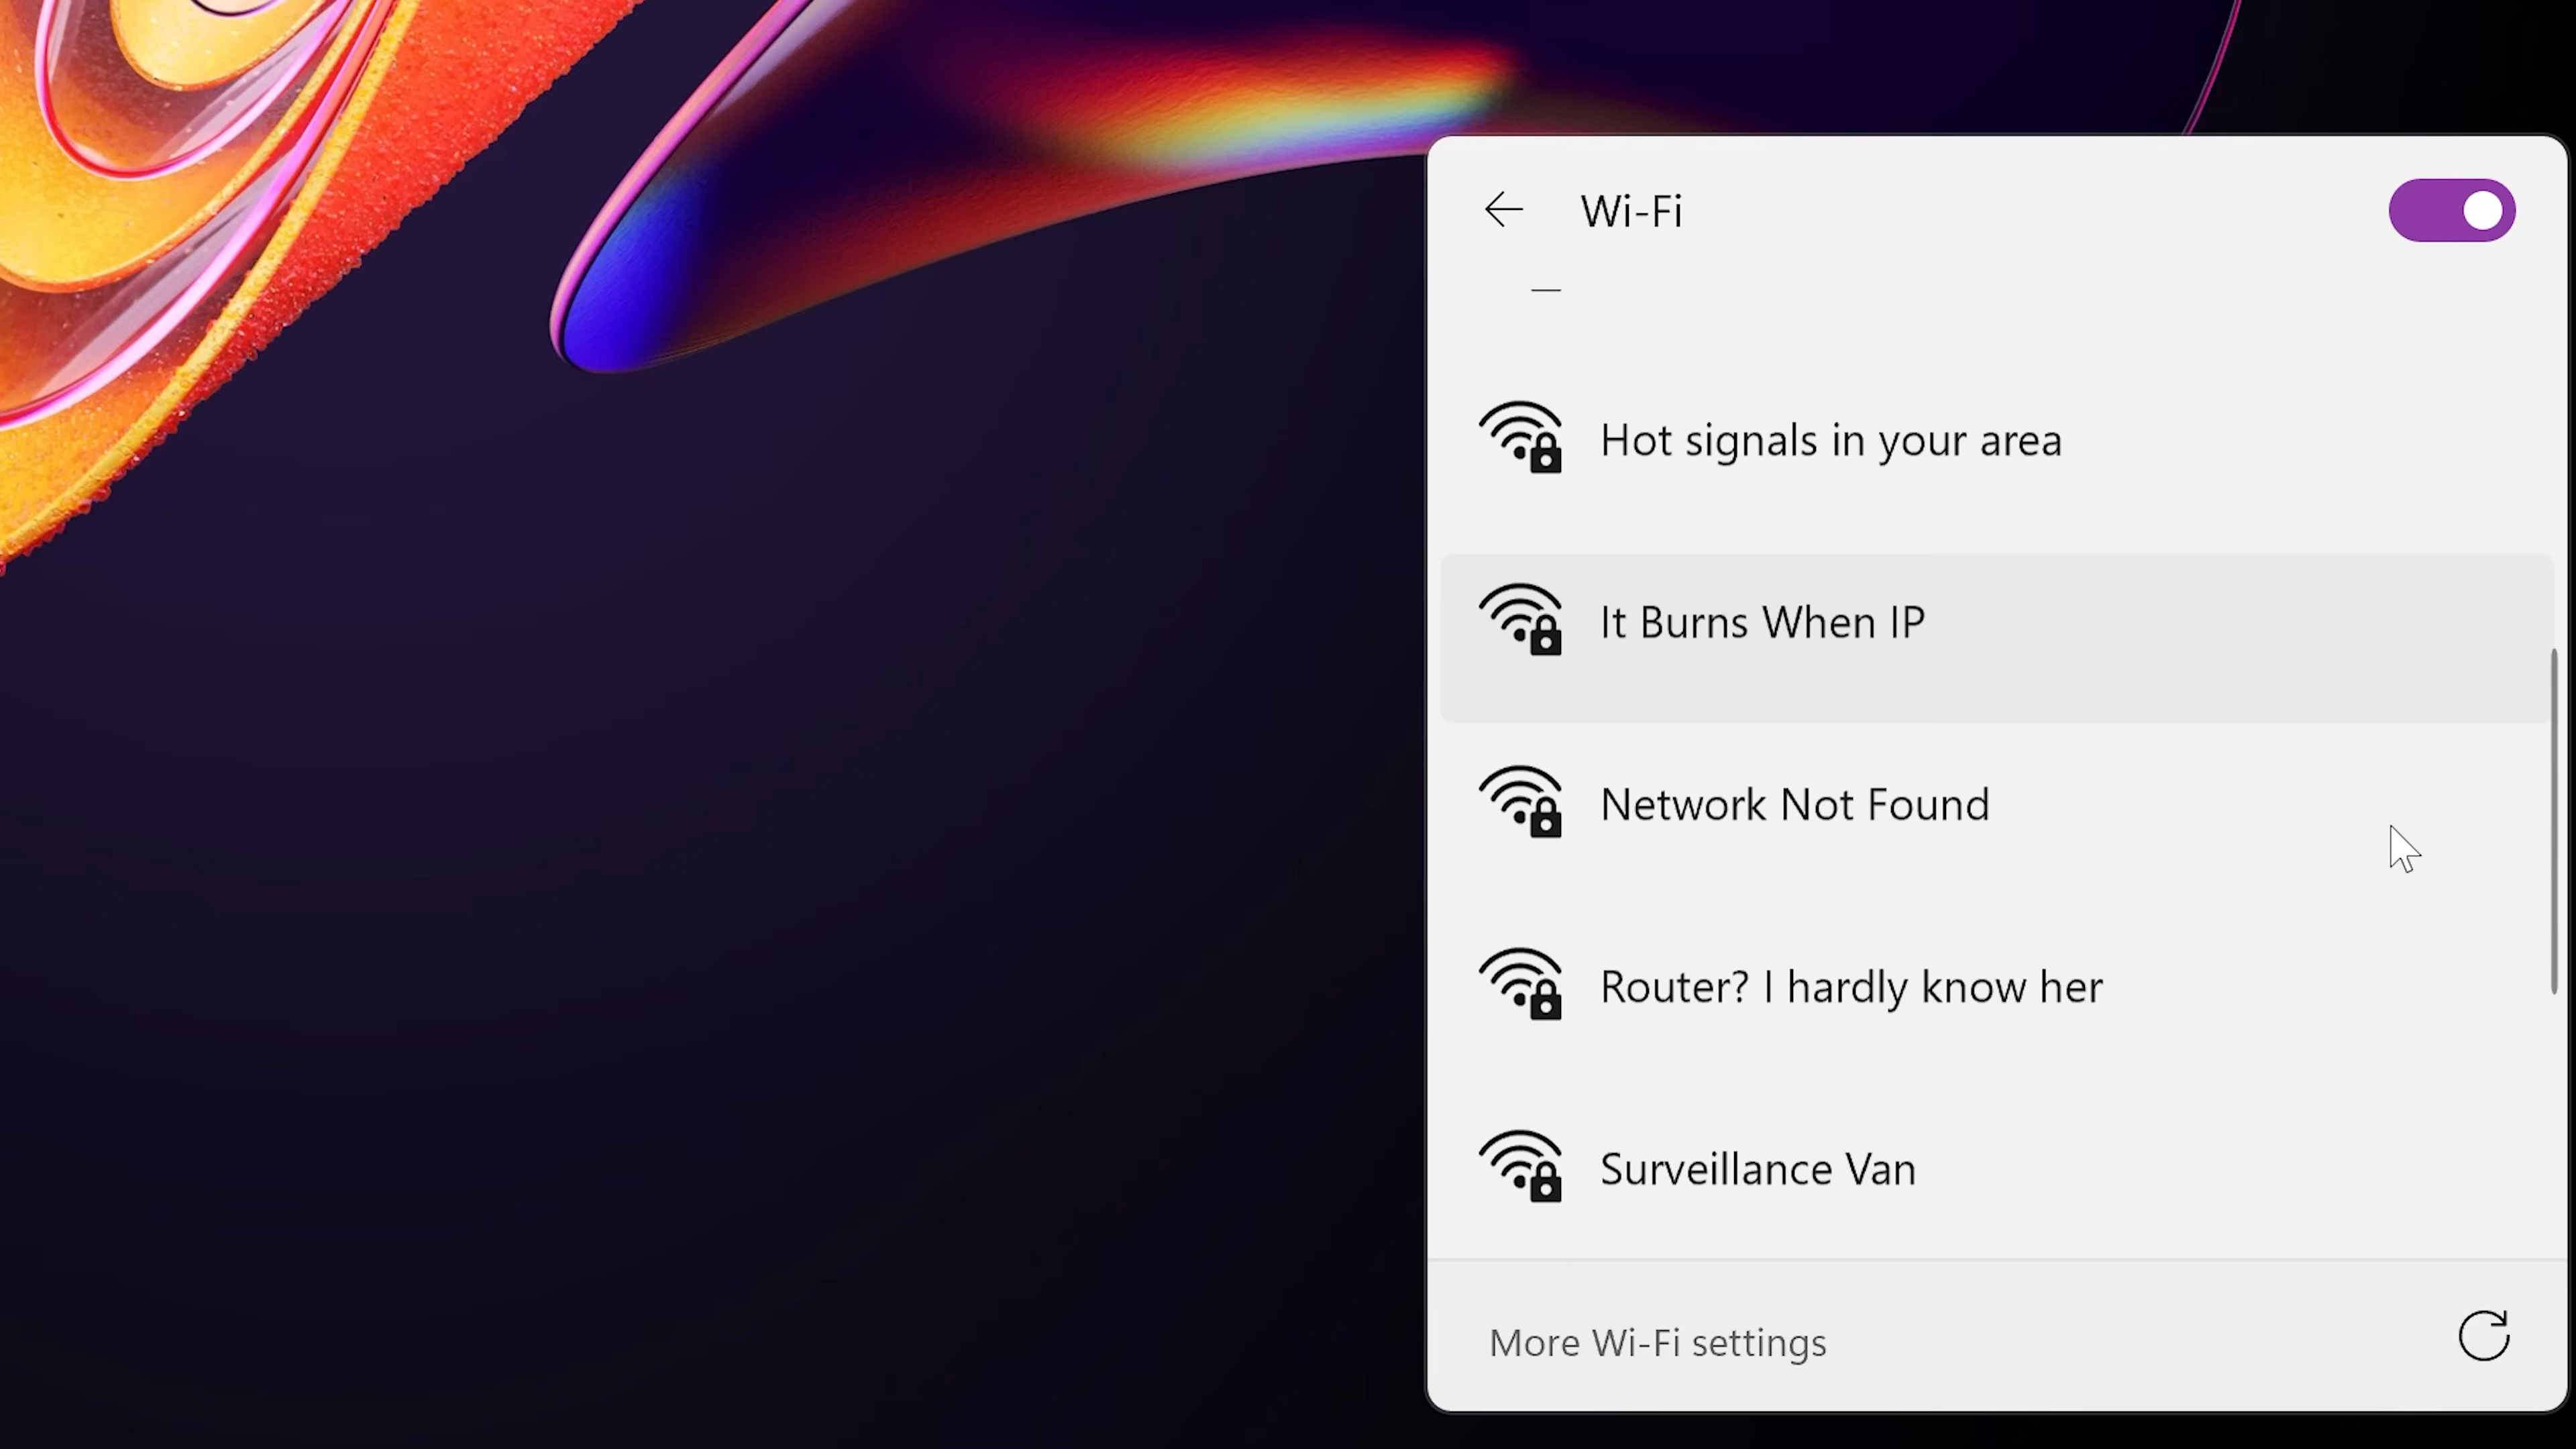 Wi-Fi
Hot signals in your area
It Burns When IP
Network Not Found
Router? I hardly know her
Surveillance Van
More Wi-Fi settings